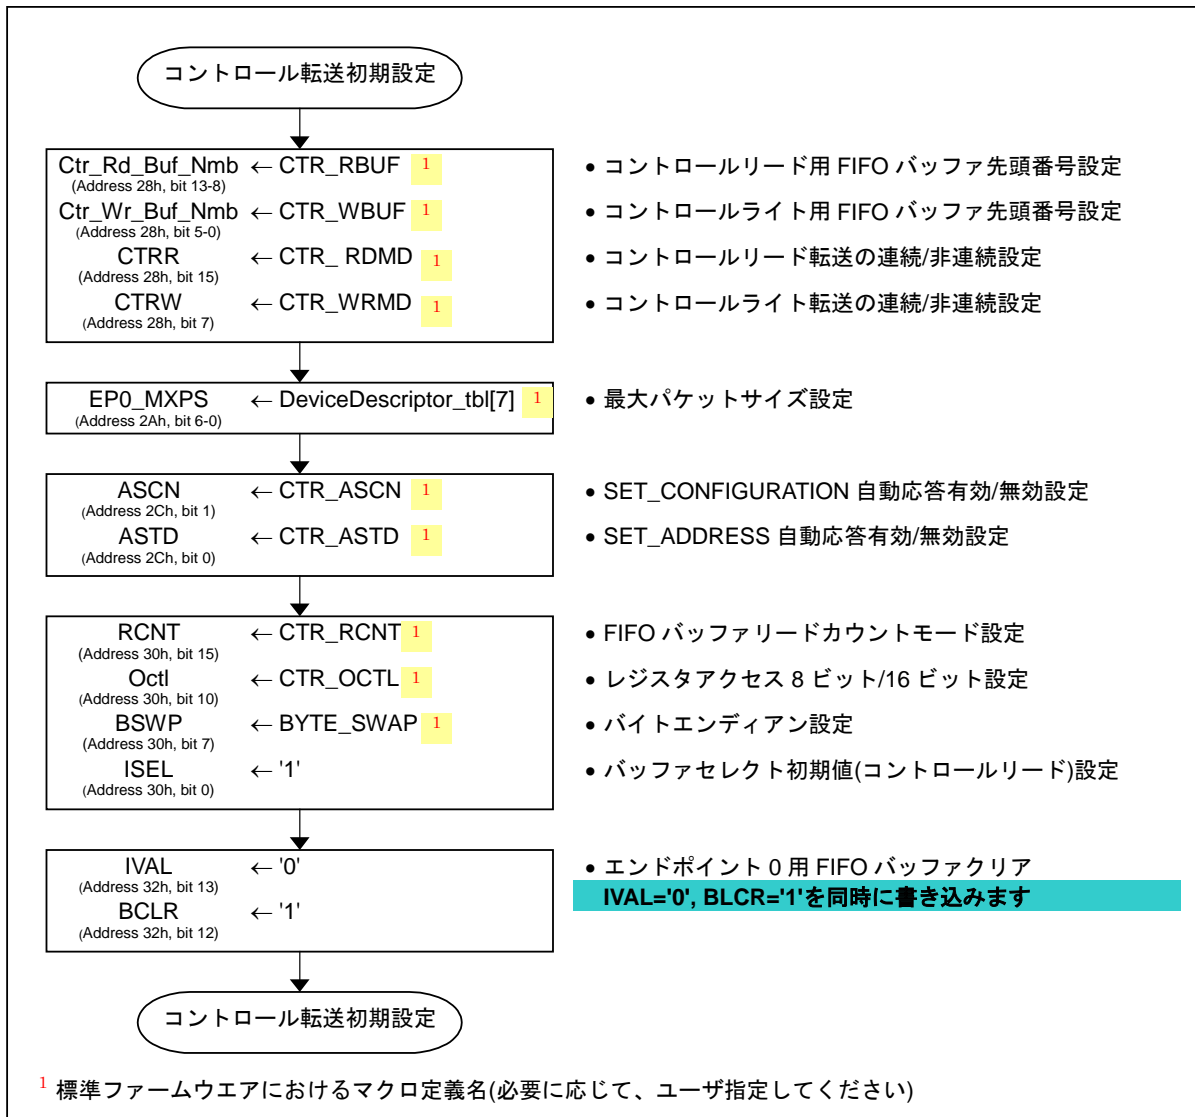 コントロール転送初期設定
Ctr_Rd_Buf_Nmb ← CTR_RBUF 1 • コントロールリード用 FIFO バッファ先頭番号設定
(Address 28h, bit 13-8)
Ctr_Wr_Buf_Nmb ← CTR_WBUF 1 • コントロールライト用 FIFO バッファ先頭番号設定
(Address 28h, bit 5-0)
CTRR ← CTR_ RDMD 1 • コントロールリード転送の連続/非連続設定
(Address 28h, bit 15)
CTRW ← CTR_WRMD 1 • コントロールライト転送の連続/非連続設定
(Address 28h, bit 7)
EP0_MXPS ← DeviceDescriptor_tbl[7] 1 • 最大パケットサイズ設定
(Address 2Ah, bit 6-0)
ASCN ← CTR_ASCN 1 • SET_CONFIGURATION 自動応答有効/無効設定
(Address 2Ch, bit 1)
ASTD ← CTR_ASTD 1 • SET_ADDRESS 自動応答有効/無効設定
(Address 2Ch, bit 0)
RCNT ← CTR_RCNT 1 • FIFO バッファリードカウントモード設定
(Address 30h, bit 15)
Octl ← CTR_OCTL 1 • レジスタアクセス 8 ビット/16 ビット設定
(Address 30h, bit 10)
BSWP ← BYTE_SWAP 1 • バイトエンディアン設定
(Address 30h, bit 7)
ISEL ← '1' • バッファセレクト初期値(コントロールリード)設定
(Address 30h, bit 0)
IVAL ← '0' • エンドポイント 0 用 FIFO バッファクリア
(Address 32h, bit 13) IVAL='0', BLCR='1'を同時に書き込みます
BCLR ← '1'
(Address 32h, bit 12)
コントロール転送初期設定
1 標準ファームウエアにおけるマクロ定義名(必要に応じて、ユーザ指定してください)